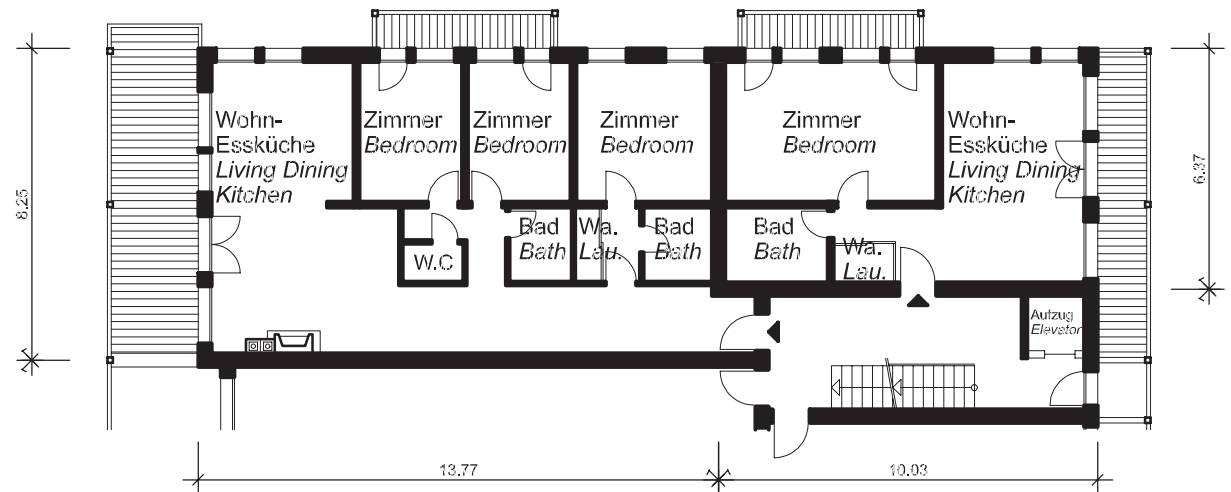 Wohn-
Essküche
Living Dining
Kitchen
Zimmer
Bedroom
Zimmer
Bedroom
Zimmer
Bedroom
Zimmer
Bedroom
Wohn-
Essküche
Living Dining
Kitchen
8.25
6.37
W.C
Bad
Bath
Wa.
Lau.
Bad
Bath
Bad
Bath
Wa.
Lau.
Aufzug
Elevator
13.77
10.03